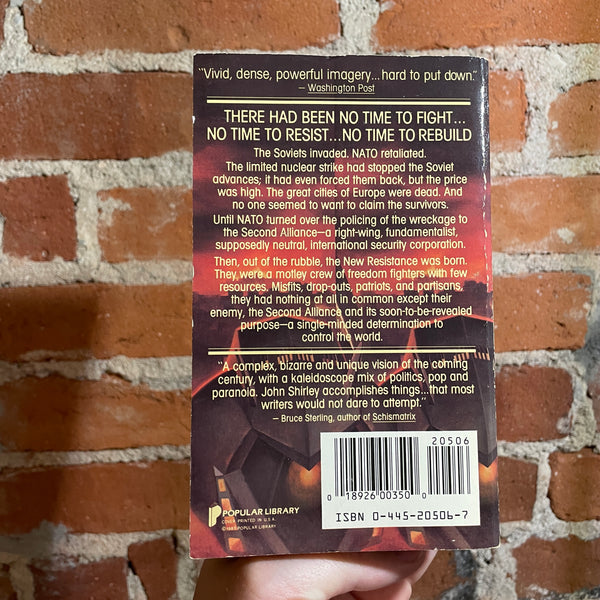 "Vivid, dense, powerful imagery...hard to put down."
— Washington Post
THERE HAD BEEN NO TIME TO FIGHT...
NO TIME TO RESIST...NO TIME TO REBUILD
The Soviets invaded. NATO retaliated.
The limited nuclear strike had stopped the Soviet
advances; it had even forced them back, but the price
was high. The great cities of Europe were dead. And
no one seemed to want to claim the survivors.
Until NATO turned over the policing of the wreckage to
the Second Alliance—a right-wing, fundamentalist,
supposedly neutral, international security corporation.
Then, out of the rubble, the New Resistance was born.
They were a motley crew of freedom fighters with few
resources. Misfits, drop-outs, patriots, and partisans,
they had nothing at all in common except their
enemy, the Second Alliance and its soon-to-be-revealed
purpose—a single-minded determination to
control the world.
"A complex, bizarre and unique vision of the coming
century, with a kaleidoscope mix of politics, pop and
paranoia. John Shirley accomplishes things...that most
writers would not dare to attempt."
— Bruce Sterling, author of Schismatrix
20506
0 18926 00350 0
ISBN 0-445-20506-7
POPULAR LIBRARY
COVER PRINTED IN U.S.A.
POPULAR LIBRARY